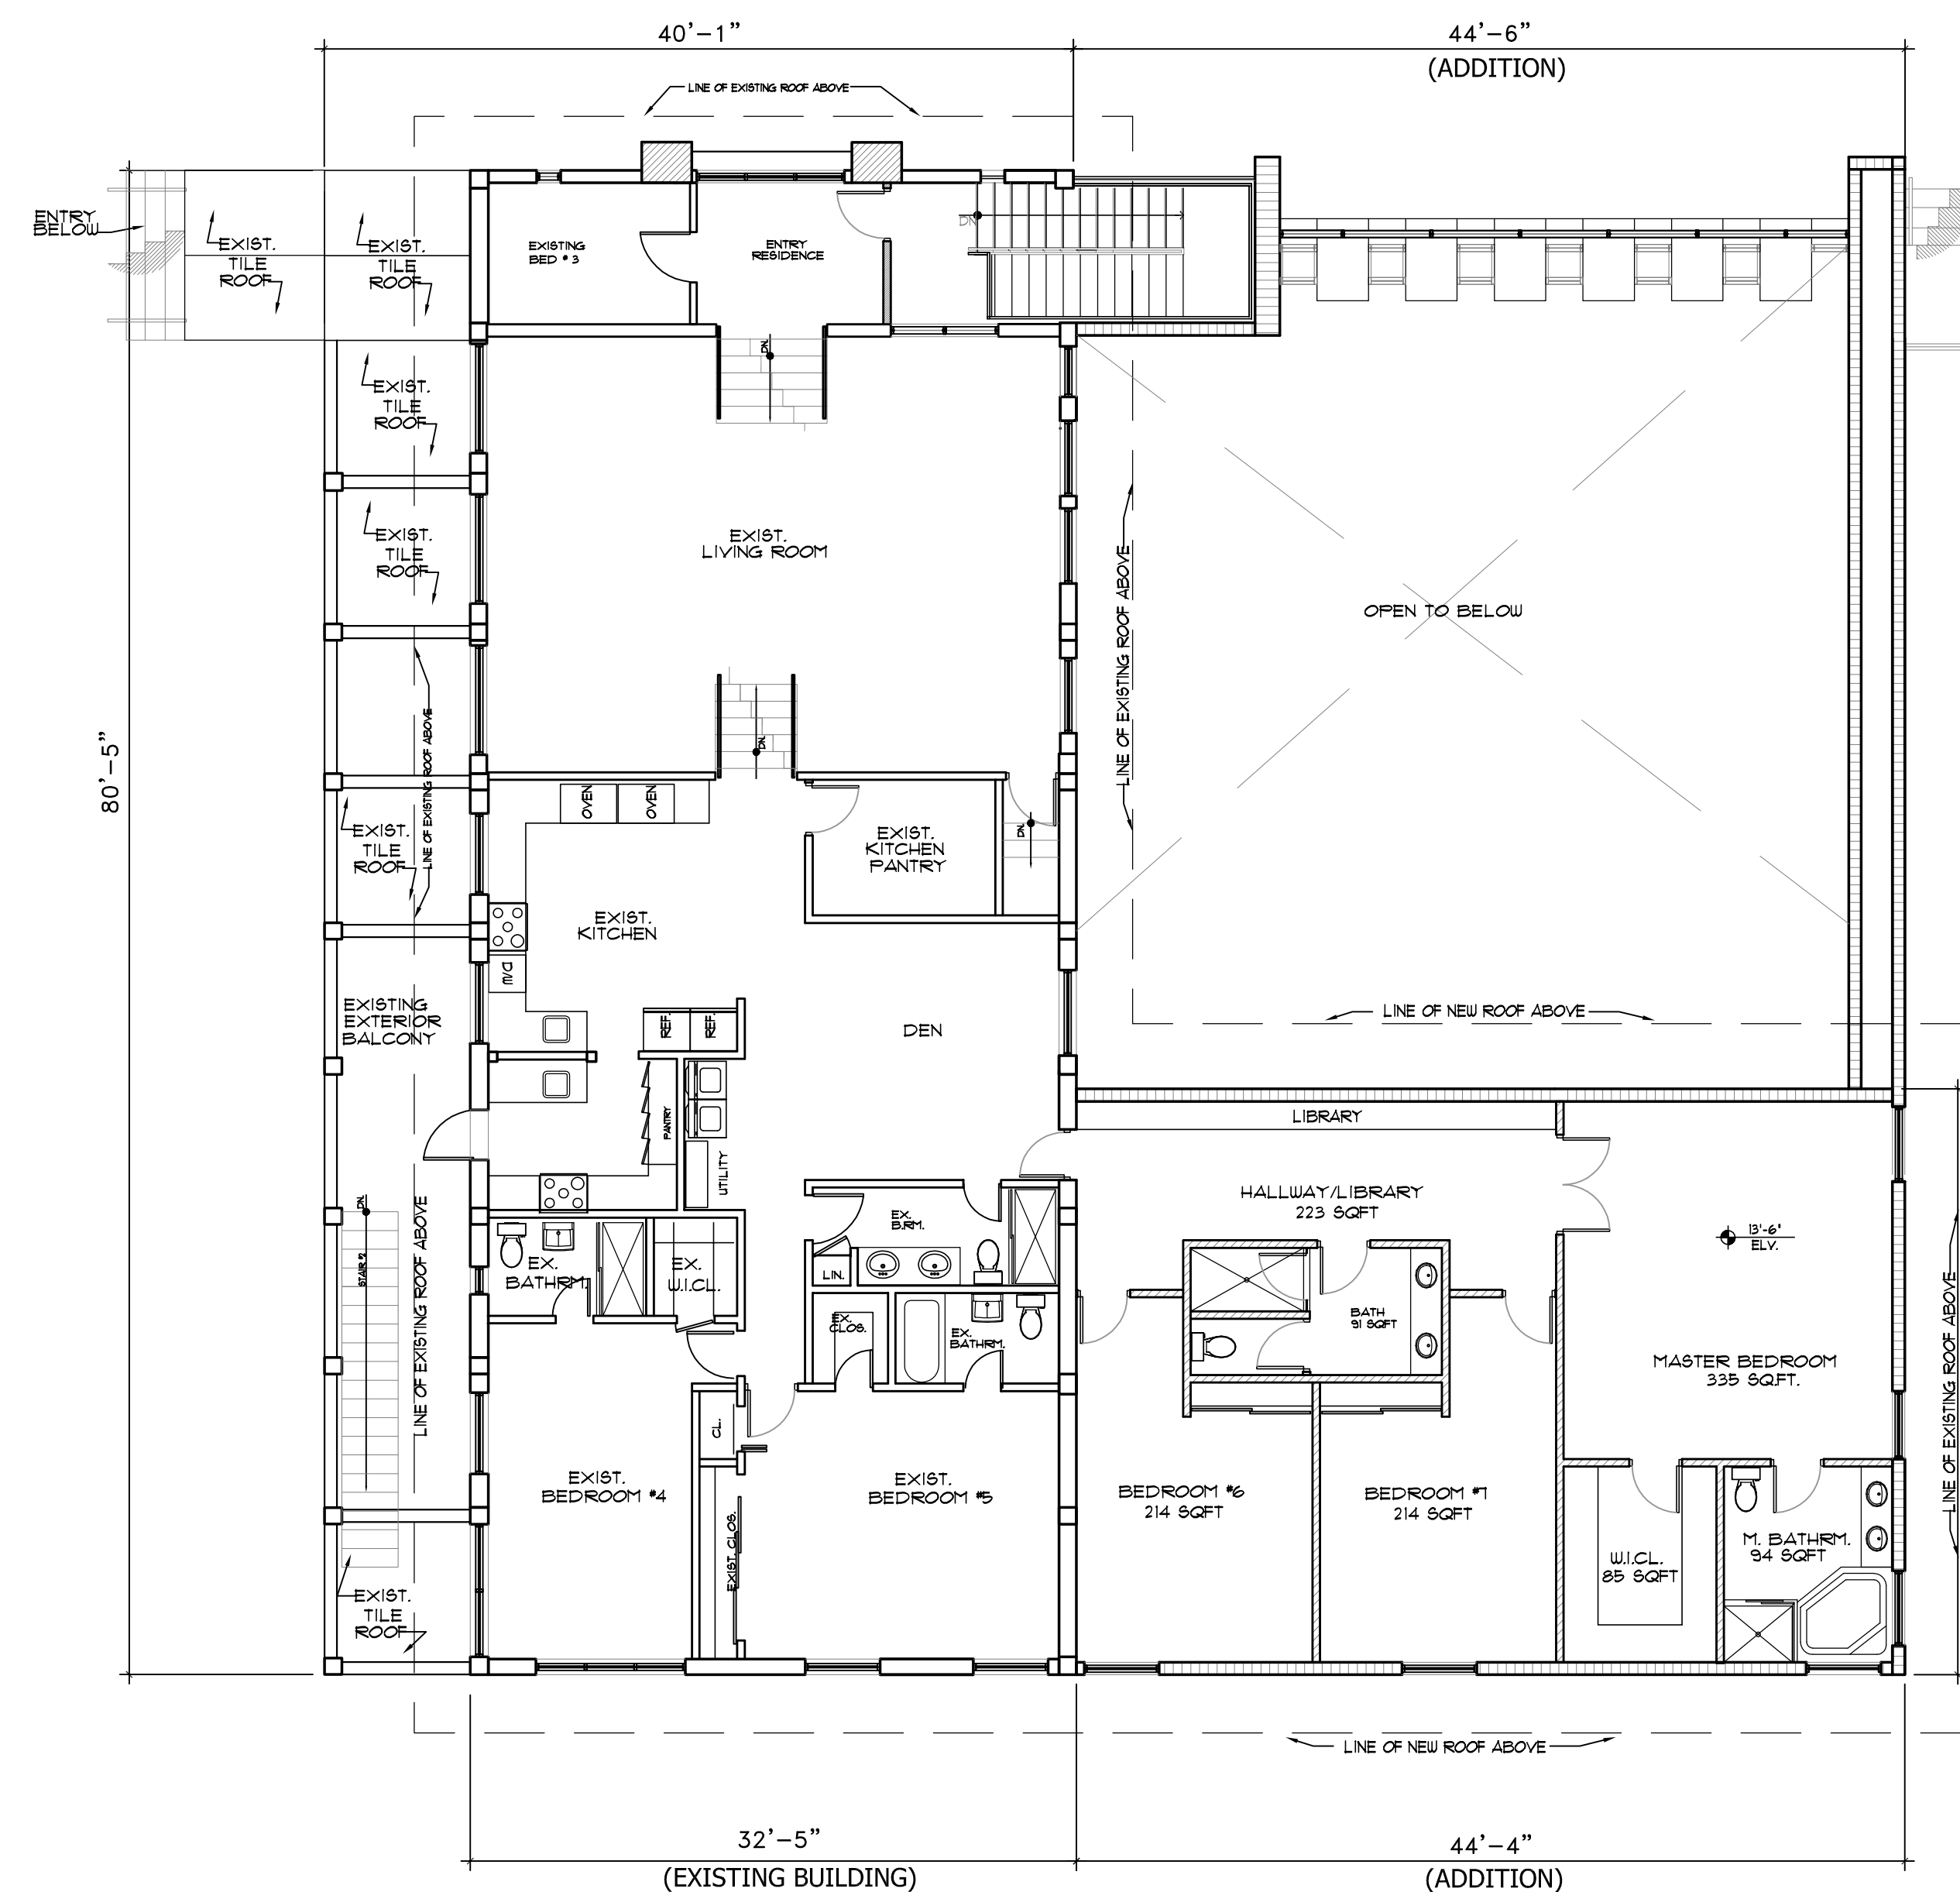 40'-1"
44'-6"
(ADDITION)
LINE OF EXISTING ROOF ABOVE
ENTRY
BELOW
EXIST.
TILE
ROOF
EXIST.
TILE
ROOF
EXISTING
BED #3
ENTRY
RESIDENCE
DN.
DN.
EXIST.
TILE
ROOF
EXIST.
TILE
ROOF
EXIST.
LIVING ROOM
LINE OF EXISTING ROOF ABOVE
OPEN TO BELOW
80'-5"
LINE OF EXISTING ROOF ABOVE
DN.
OVEN
OVEN
EXIST.
TILE
ROOF
EXIST.
KITCHEN
PANTRY
DN.
EXIST.
KITCHEN
D/W
EXISTING
EXTERIOR
BALCONY
REF.
REF.
DEN
LINE OF NEW ROOF ABOVE
PANTRY
UTILITY
LIBRARY
HALLWAY/LIBRARY
223 SQFT
13'-6"
ELV.
DN.
STAIR #2
LINE OF EXISTING ROOF ABOVE
EX.
BATHRM.
EX.
W.I.CL.
EX.
B.RM.
LIN.
EX.
CLOS.
EX.
BATHRM.
BATH
91 SQFT
MASTER BEDROOM
335 SQ.FT.
LINE OF EXISTING ROOF ABOVE
CL.
EXIST.
BEDROOM #4
EXIST. CLOS.
EXIST.
BEDROOM #5
BEDROOM #6
214 SQFT
BEDROOM #7
214 SQFT
W.I.CL.
85 SQFT
M. BATHRM.
94 SQFT
EXIST.
TILE
ROOF
LINE OF NEW ROOF ABOVE
32'-5"
(EXISTING BUILDING)
44'-4"
(ADDITION)